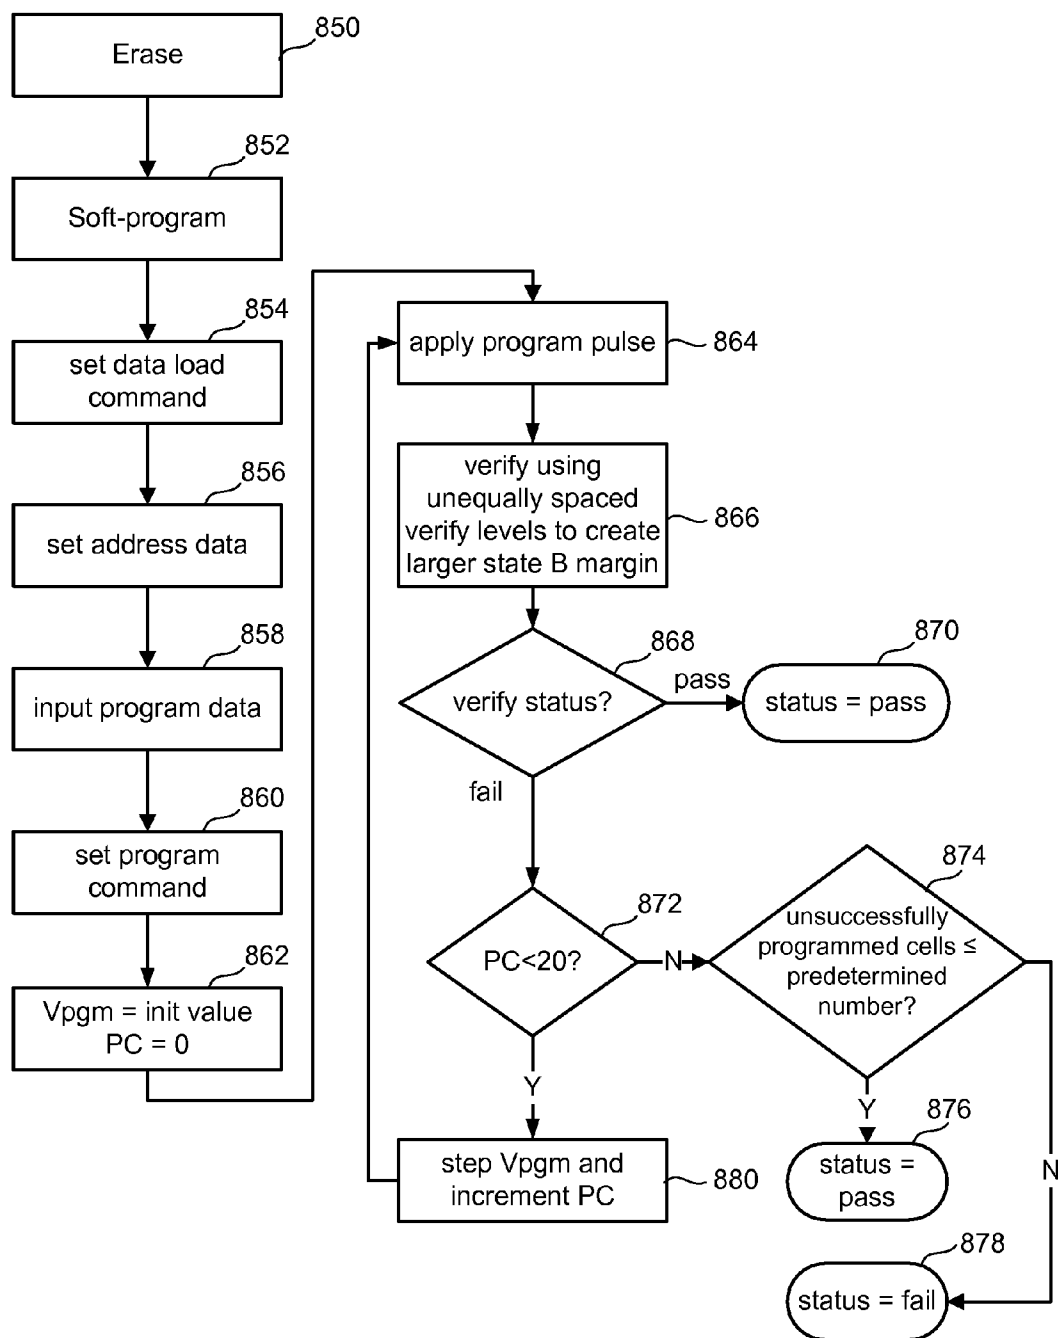 Erase
850
852
Soft-program
854
set data load
command
856
set address data
858
input program data
860
set program
command
862
Vpgm = init value
PC = 0
apply program pulse
864
verify using
unequally spaced
verify levels to create
larger state B margin
866
868
verify status?
pass
870
status = pass
fail
872
PC<20?
N
874
unsuccessfully
programmed cells ≤
predetermined
number?
Y
Y
876
status =
pass
N
step Vpgm and
increment PC
880
878
status = fail